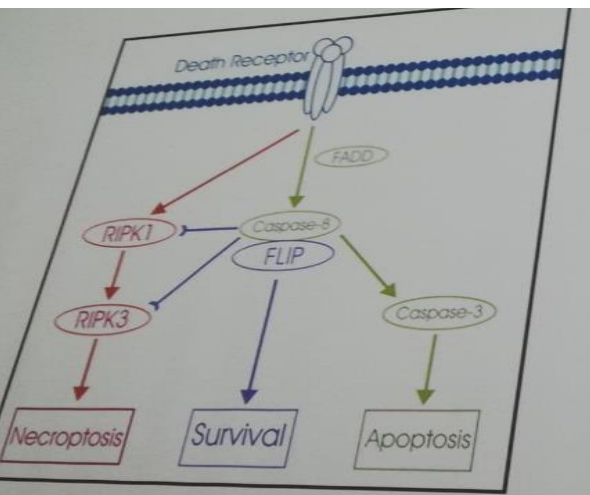 Death Receptor
FADD
RIPK1
Caspase-8
FLIP
RIPK3
Caspase-3
Necroptosis
Survival
Apoptosis